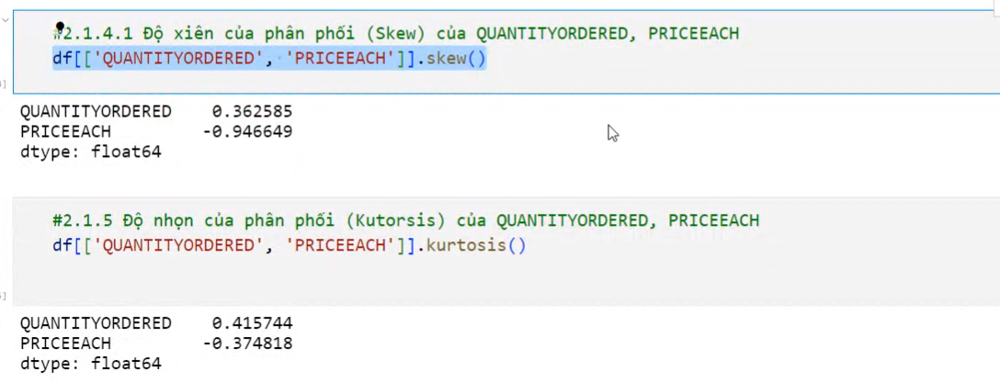 #2.1.4.1 Độ xiên của phân phối (Skew) của QUANTITYORDERED, PRICEEACH
df[['QUANTITYORDERED', 'PRICEEACH']].skew()
QUANTITYORDERED 0.362585
PRICEEACH -0.946649
dtype: float64
#2.1.5 Độ nhọn của phân phối (Kutorsis) của QUANTITYORDERED, PRICEEACH
df[['QUANTITYORDERED', 'PRICEEACH']].kurtosis()
QUANTITYORDERED 0.415744
PRICEEACH -0.374818
dtype: float64